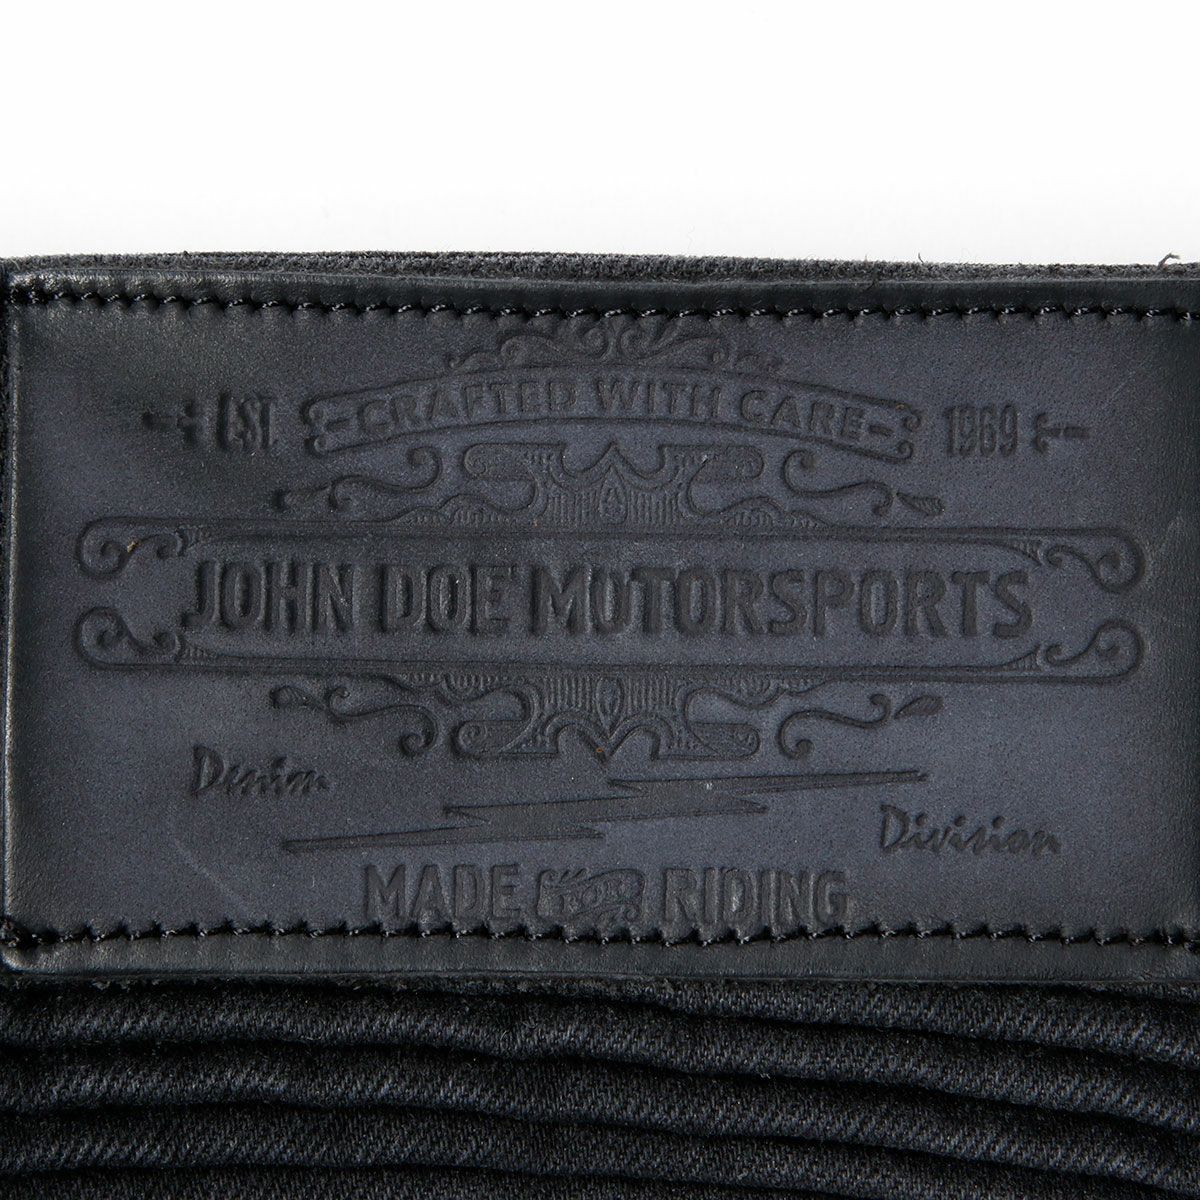 CRAFTED WITH CARE
EST. 1969
JOHN DOE MOTORSPORTS
Denim
Division
MADE FOR RIDING